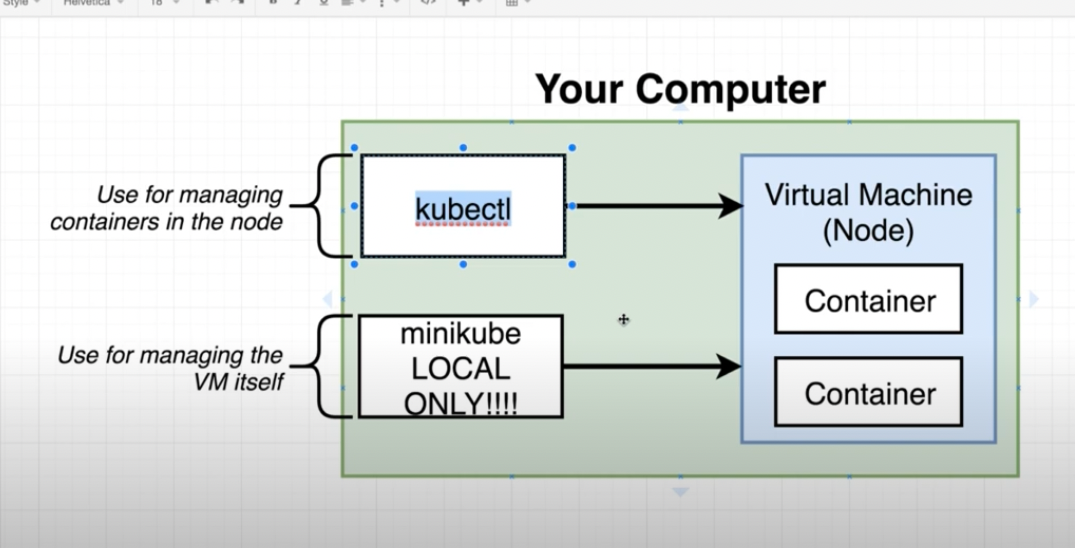 Style
Helvetica
18
Your Computer
Use for managing
containers in the node
kubectl
Virtual Machine
(Node)
Container
Use for managing the
VM itself
minikube
LOCAL
ONLY!!!!
Container